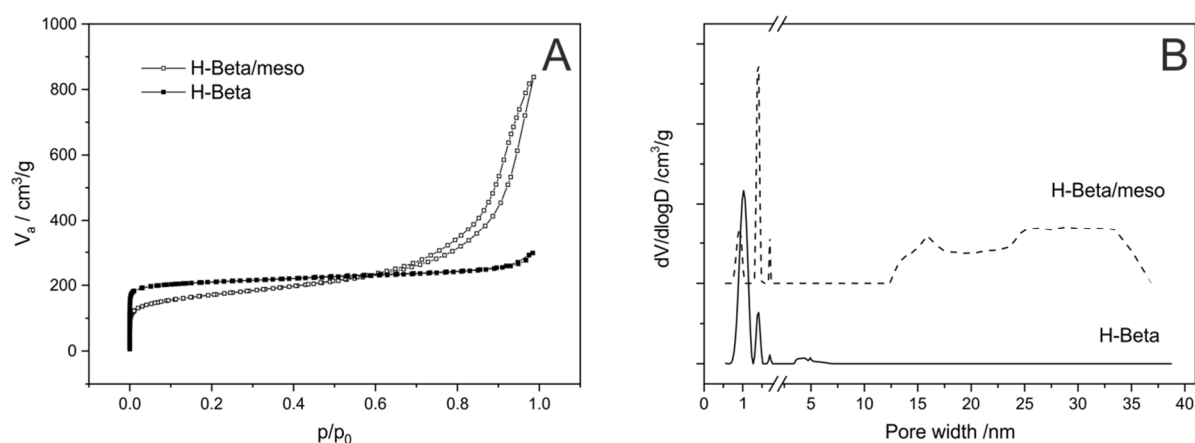 A
H-Beta/meso
H-Beta
1000
800
600
400
200
0
Va / cm³/g
0.0 0.2 0.4 0.6 0.8 1.0
p/p0
B
dV/dlogD /cm³/g
H-Beta/meso
H-Beta
0 1 5 10 15 20 25 30 35 40
Pore width /nm